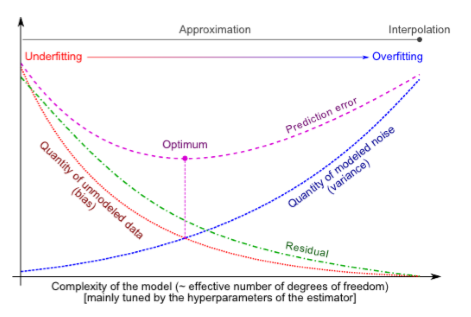 Approximation
Interpolation
Underfitting
Overfitting
Prediction error
Optimum
Quantity of unmodeled data
(bias)
Quantity of modeled noise
(variance)
Residual
Complexity of the model (~ effective number of degrees of freedom)
[mainly tuned by the hyperparameters of the estimator]